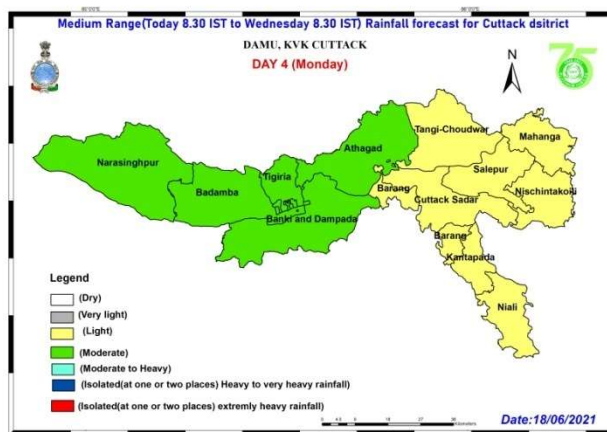 Medium Range(Today 8.30 IST to Wednesday 8.30 IST) Rainfall forecast for Cuttack dsitrict
DAMU, KVK CUTTACK
DAY 4 (Monday)
N
75
Tangi-Choudwar
Mahanga
Athagad
Narasinghpur
Tigiria
Salepur
Badamba
Barang
Nischintakoili
Cuttack Sadar
Banki and Dampada
Barang
Kantapada
Niali
Legend
(Dry)
(Very light)
(Light)
(Moderate)
(Moderate to Heavy)
(Isolated(at one or two places) Heavy to very heavy rainfall)
(Isolated(at one or two places) extremly heavy rainfall)
Date:18/06/2021